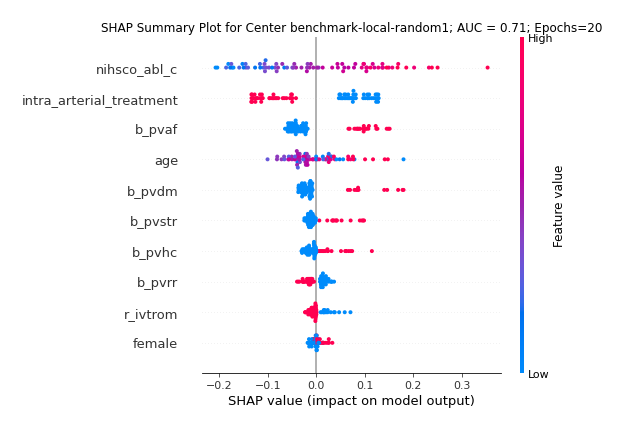 SHAP Summary Plot for Center benchmark-local-random1; AUC = 0.71; Epochs=20
High
nihsco_abl_c
intra_arterial_treatment
b_pvaf
age
b_pvdm
b_pvstr
b_pvhc
b_pvrr
r_ivtrom
female
Feature value
Low
−0.2 −0.1 0.0 0.1 0.2 0.3
SHAP value (impact on model output)